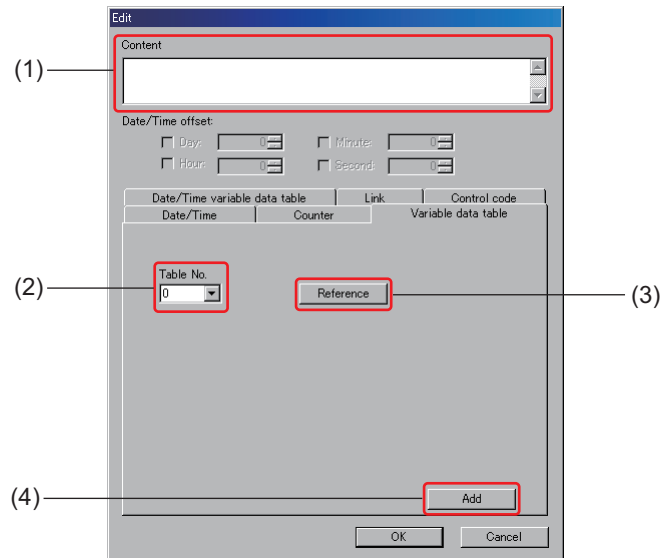 Edit
Content
(1)
Date/Time offset:
Day: 0 Minute: 0
Hour: 0 Second: 0
Date/Time variable data table Link Control code
Date/Time Counter Variable data table
Table No.
(2) 0 Reference (3)
(4) Add
OK Cancel